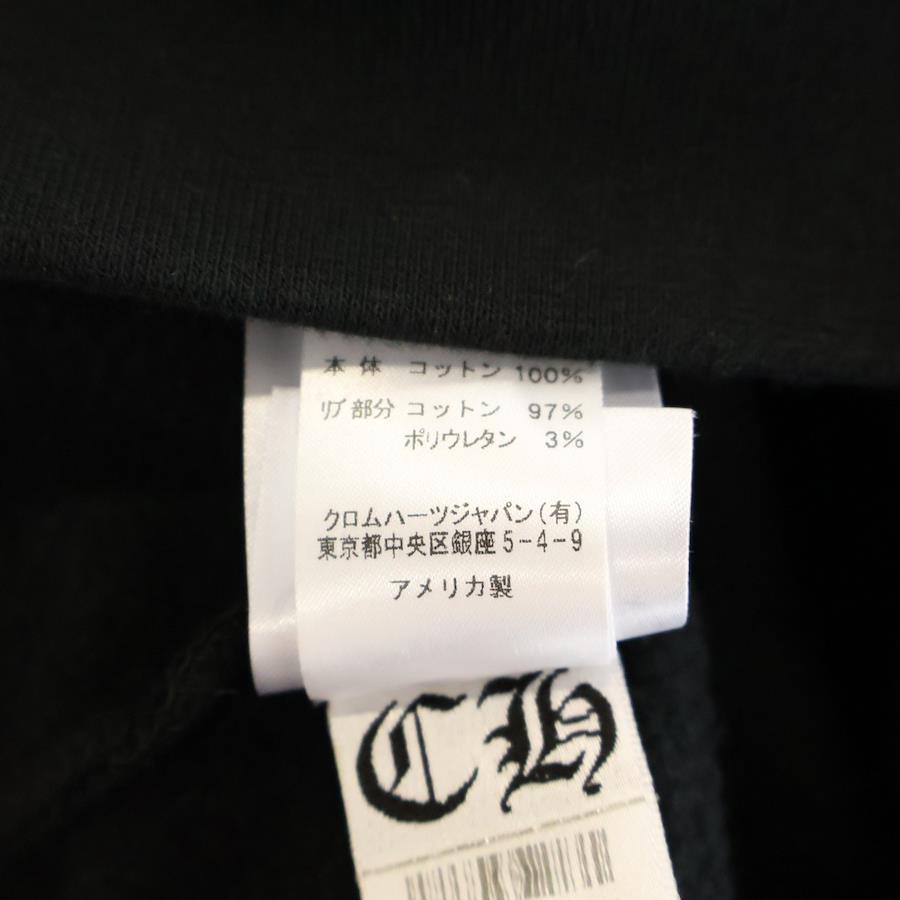 本体 コットン 100%
リブ部分 コットン 97%
ポリウレタン 3%
クロムハーツジャパン(有)
東京都中央区銀座5-4-9
アメリカ製
CH